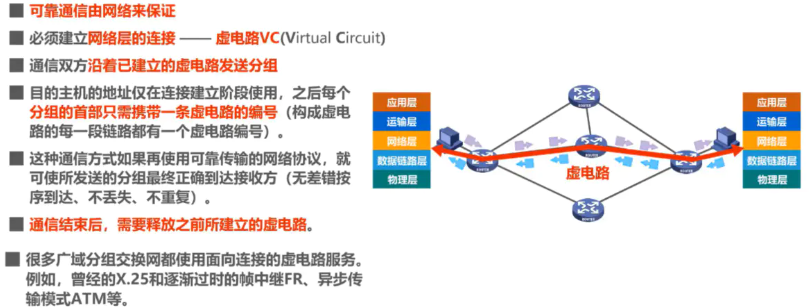 ■ 可靠通信由网络来保证
■ 必须建立网络层的连接 —— 虚电路VC(Virtual Circuit)
■ 通信双方沿着已建立的虚电路发送分组
■ 目的主机的地址仅在连接建立阶段使用，之后每个
分组的首部只需携带一条虚电路的编号（构成虚电
路的每一段链路都有一个虚电路编号）。
■ 这种通信方式如果再使用可靠传输的网络协议，就
可使所发送的分组最终正确到达接收方（无差错按
序到达、不丢失、不重复）。
■ 通信结束后，需要释放之前所建立的虚电路。
■ 很多广域分组交换网都使用面向连接的虚电路服务。
例如，曾经的X.25和逐渐过时的帧中继FR、异步传
输模式ATM等。
应用层
运输层
网络层
数据链路层
物理层
虚电路
应用层
运输层
网络层
数据链路层
物理层